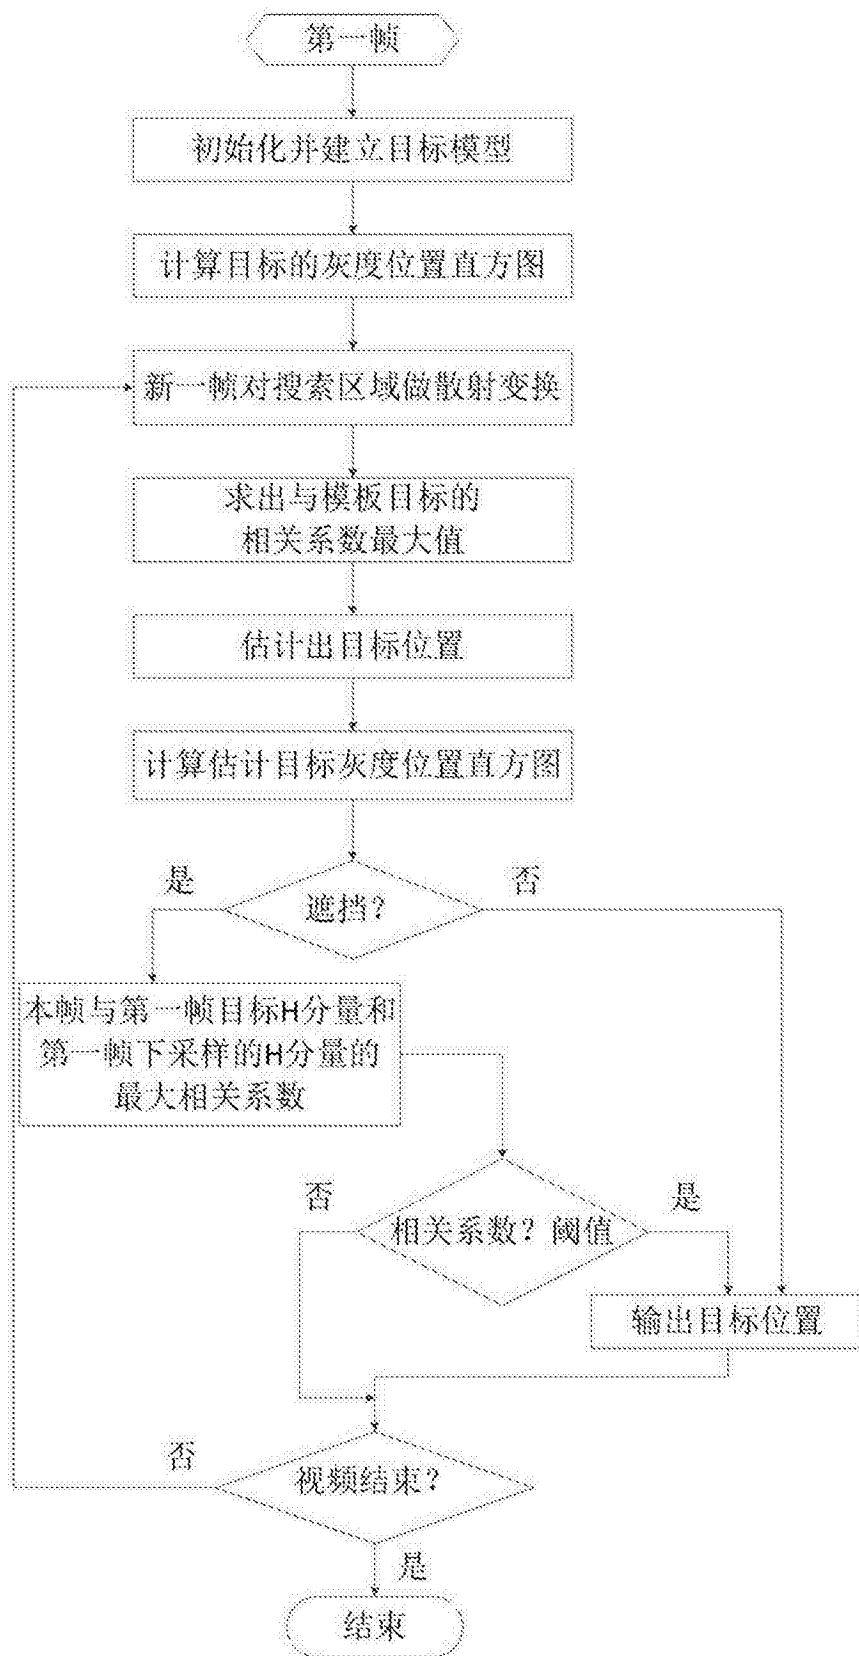 第一帧
初始化并建立目标模型
计算目标的灰度位置直方图
新一帧对搜索区域做散射变换
求出与模板目标的
相关系数最大值
估计出目标位置
计算估计目标灰度位置直方图
是
否
遮挡？
本帧与第一帧目标H分量和
第一帧下采样的H分量的
最大相关系数
否
是
相关系数？阈值
输出目标位置
否
视频结束？
是
结束